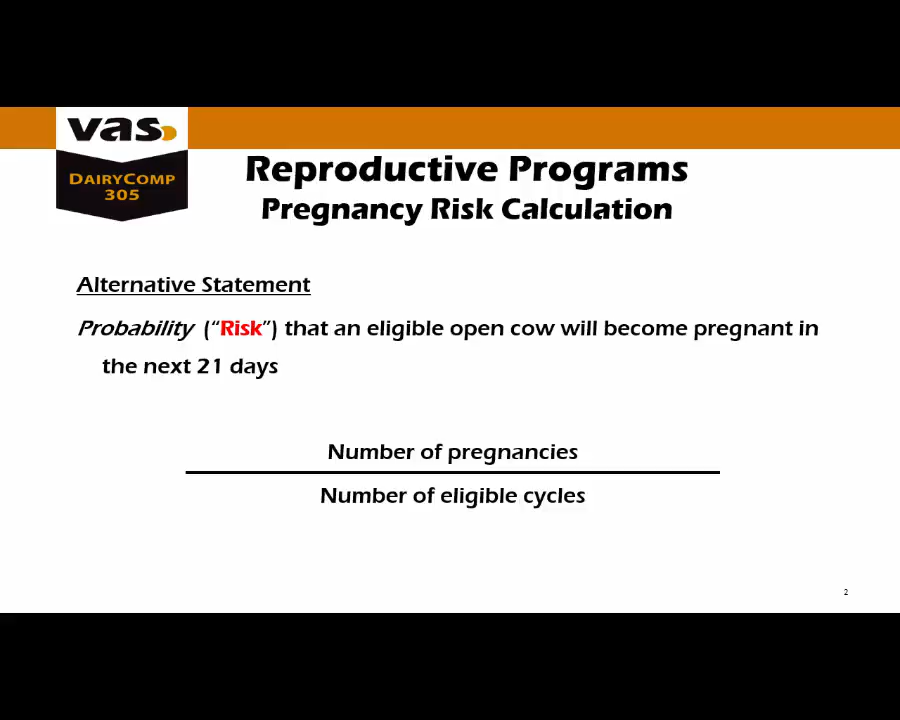 vas
DAIRYCOMP
305
Reproductive Programs
Pregnancy Risk Calculation
Alternative Statement
Probability (“Risk”) that an eligible open cow will become pregnant in
the next 21 days
Number of pregnancies
Number of eligible cycles
2